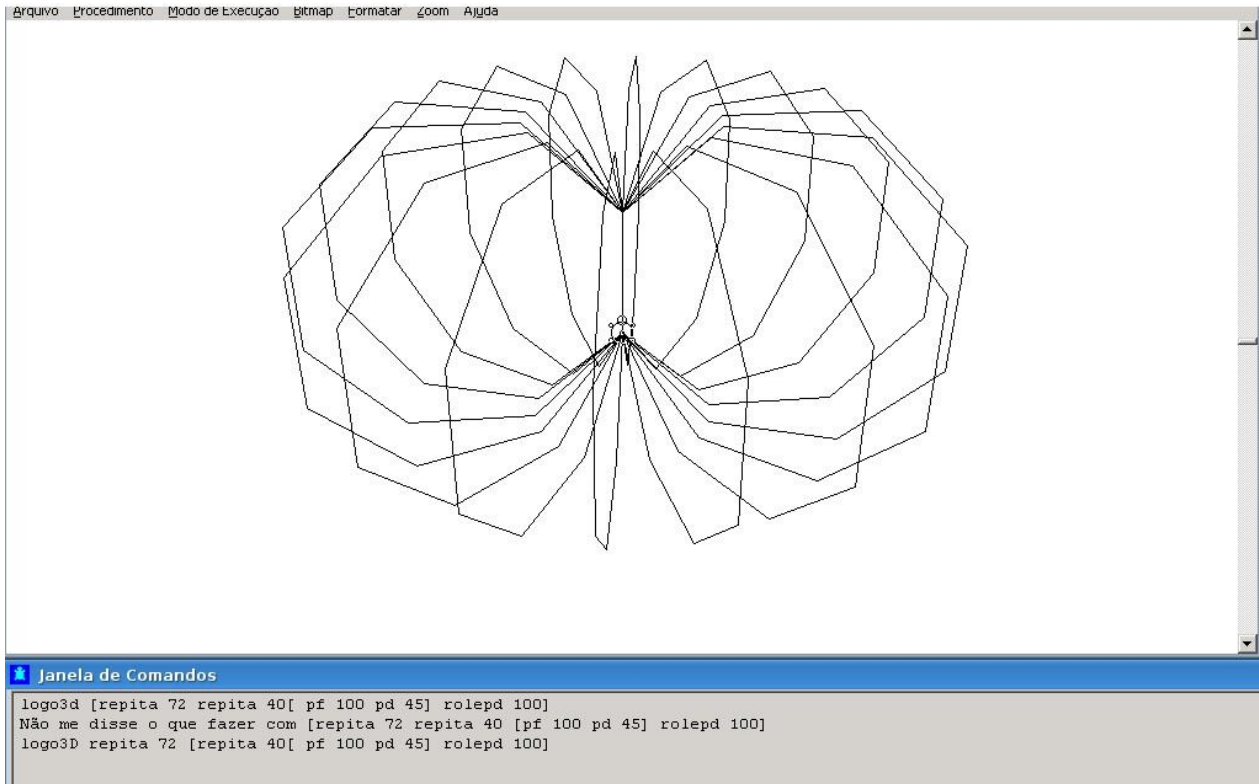 Arquivo Procedimento Modo de Execução Bitmap Formatar Zoom Ajuda
Janela de Comandos
logo3d [repita 72 repita 40[ pf 100 pd 45] rolepd 100]
Não me disse o que fazer com [repita 72 repita 40 [pf 100 pd 45] rolepd 100]
logo3D repita 72 [repita 40[ pf 100 pd 45] rolepd 100]